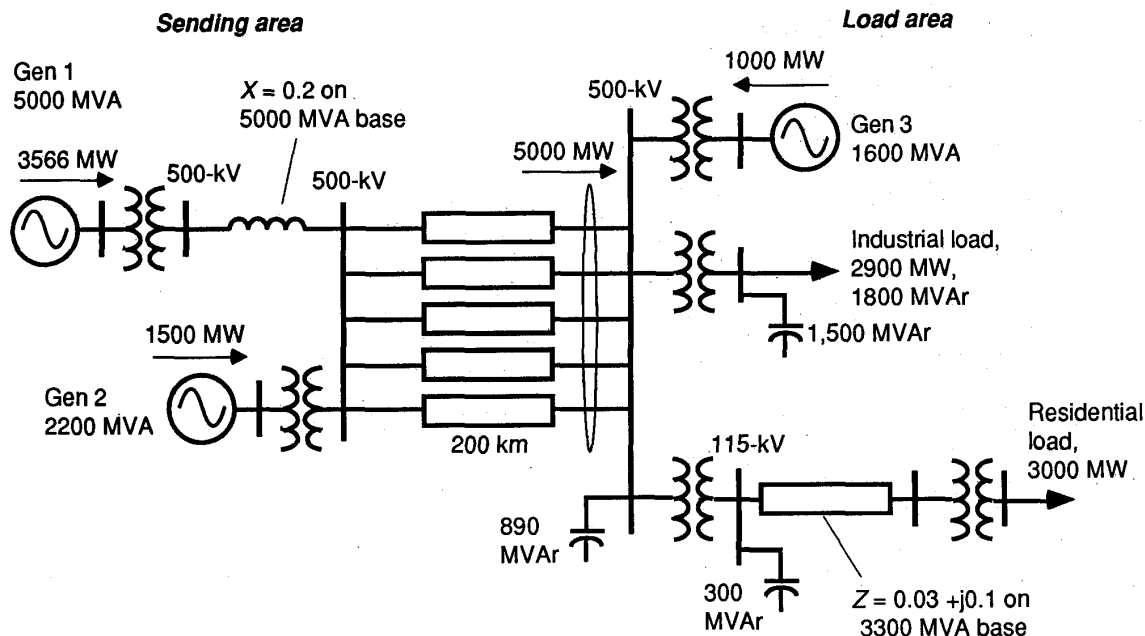 Sending area
Load area
Gen 1
5000 MVA
X = 0.2 on
5000 MVA base
3566 MW
500-kV
500-kV
5000 MW
500-kV
1000 MW
Gen 3
1600 MVA
Industrial load,
2900 MW,
1800 MVAr
1,500 MVAr
1500 MW
Gen 2
2200 MVA
200 km
115-kV
Residential
load,
3000 MW
890
MVAr
300
MVAr
Z = 0.03 +j0.1 on
3300 MVA base